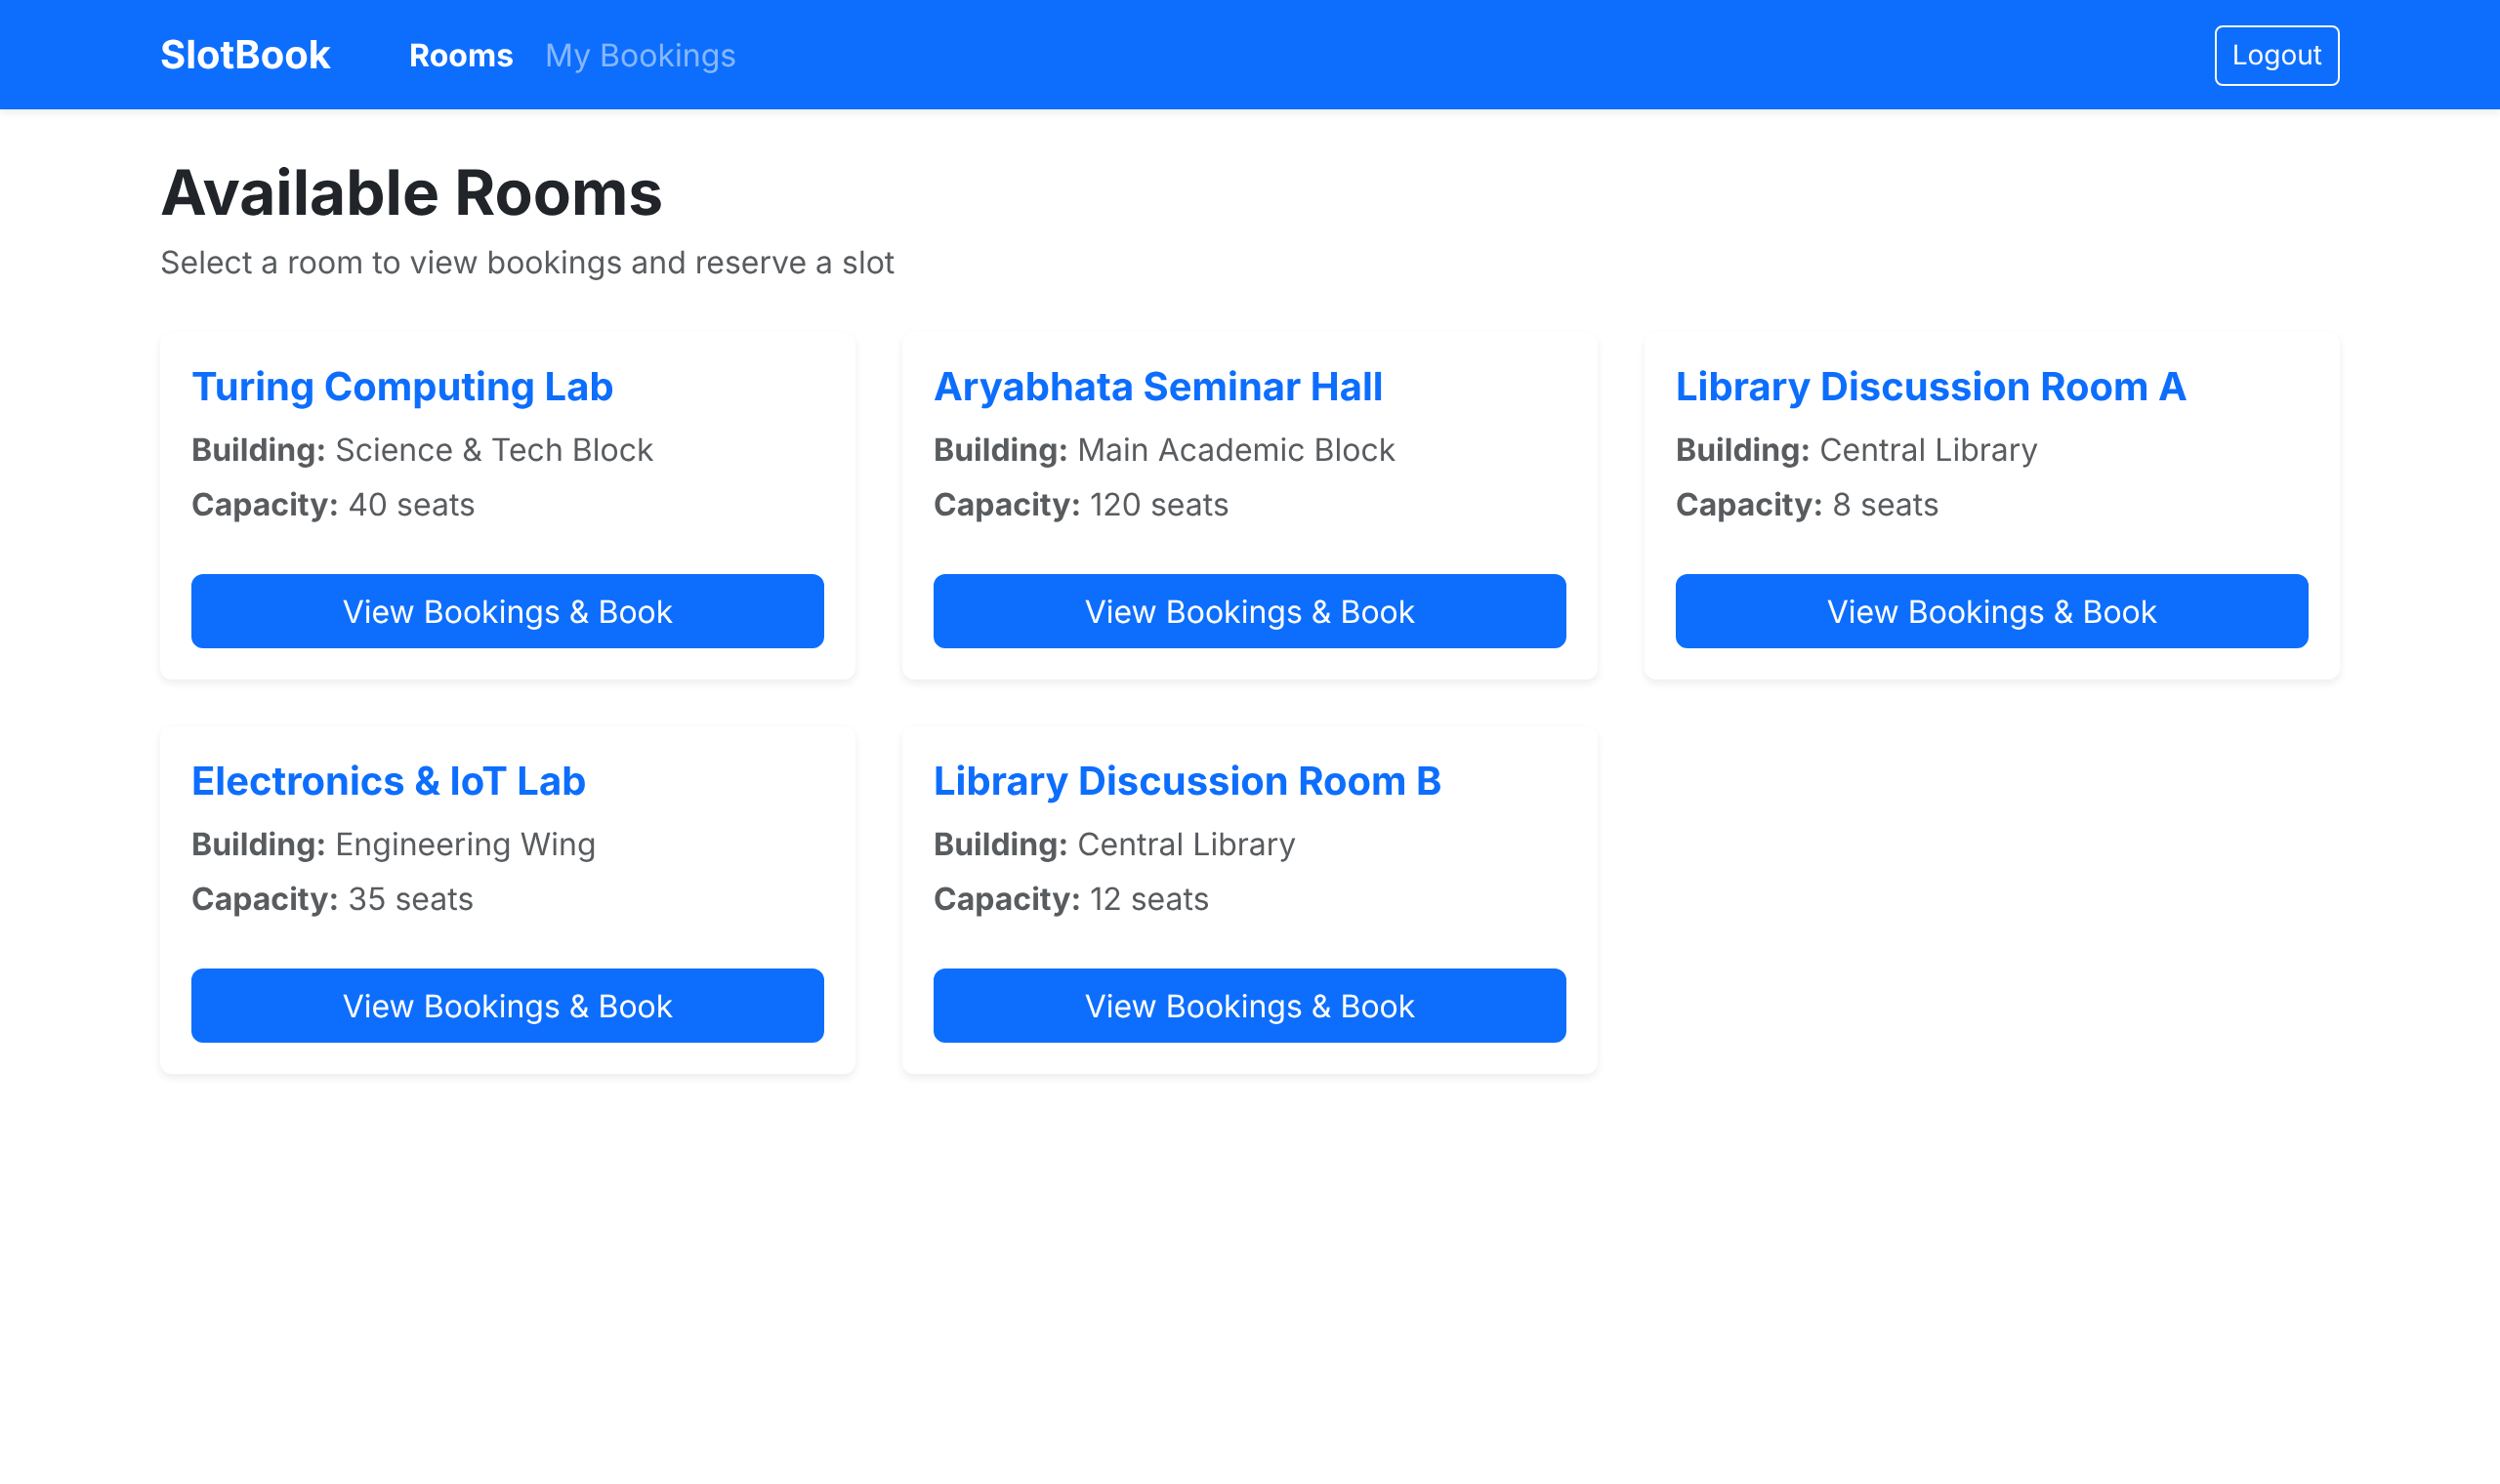 SlotBook
Rooms
My Bookings
Logout
Available Rooms
Select a room to view bookings and reserve a slot
Turing Computing Lab
Building: Science & Tech Block
Capacity: 40 seats
View Bookings & Book
Aryabhata Seminar Hall
Building: Main Academic Block
Capacity: 120 seats
View Bookings & Book
Library Discussion Room A
Building: Central Library
Capacity: 8 seats
View Bookings & Book
Electronics & IoT Lab
Building: Engineering Wing
Capacity: 35 seats
View Bookings & Book
Library Discussion Room B
Building: Central Library
Capacity: 12 seats
View Bookings & Book